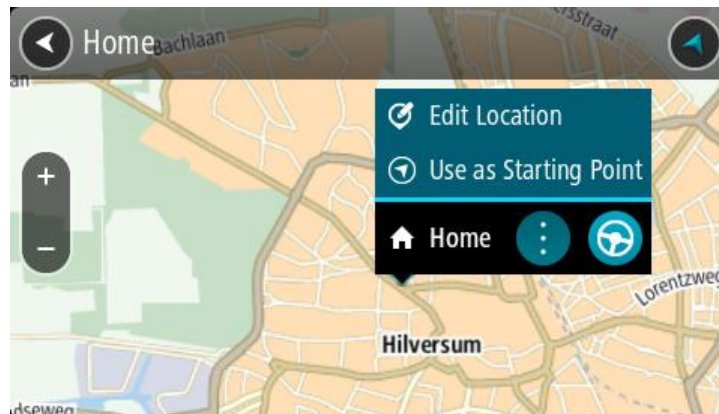 Home
Bachlaan
Edit Location
Use as Starting Point
+
Home
−
Lorentzweg
Hilversum